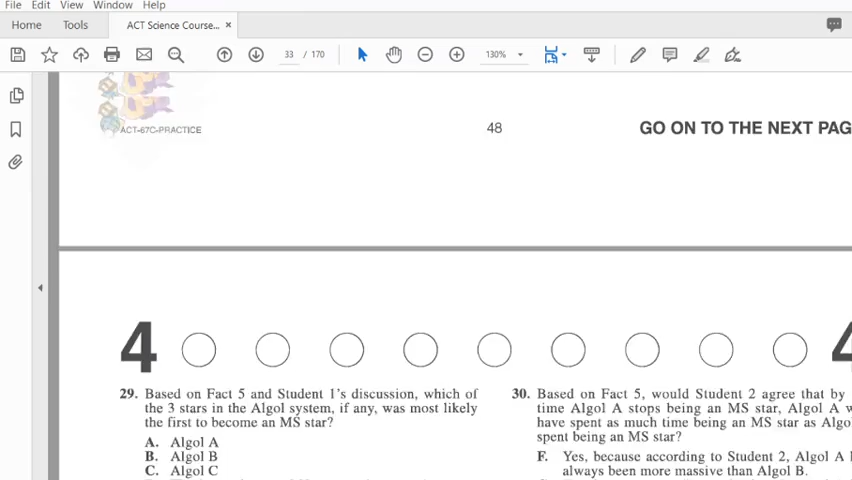 File Edit View Window Help
Home Tools ACT Science Course... ×
33 / 170 130%
ACT-67C-PRACTICE 48 GO ON TO THE NEXT PAG
4 4
29. Based on Fact 5 and Student 1's discussion, which of
the 3 stars in the Algol system, if any, was most likely
the first to become an MS star?
A. Algol A
B. Algol B
C. Algol C
30. Based on Fact 5, would Student 2 agree that by
time Algol A stops being an MS star, Algol A w
have spent as much time being an MS star as Algo
spent being an MS star?
F. Yes, because according to Student 2, Algol A h
always been more massive than Algol B.